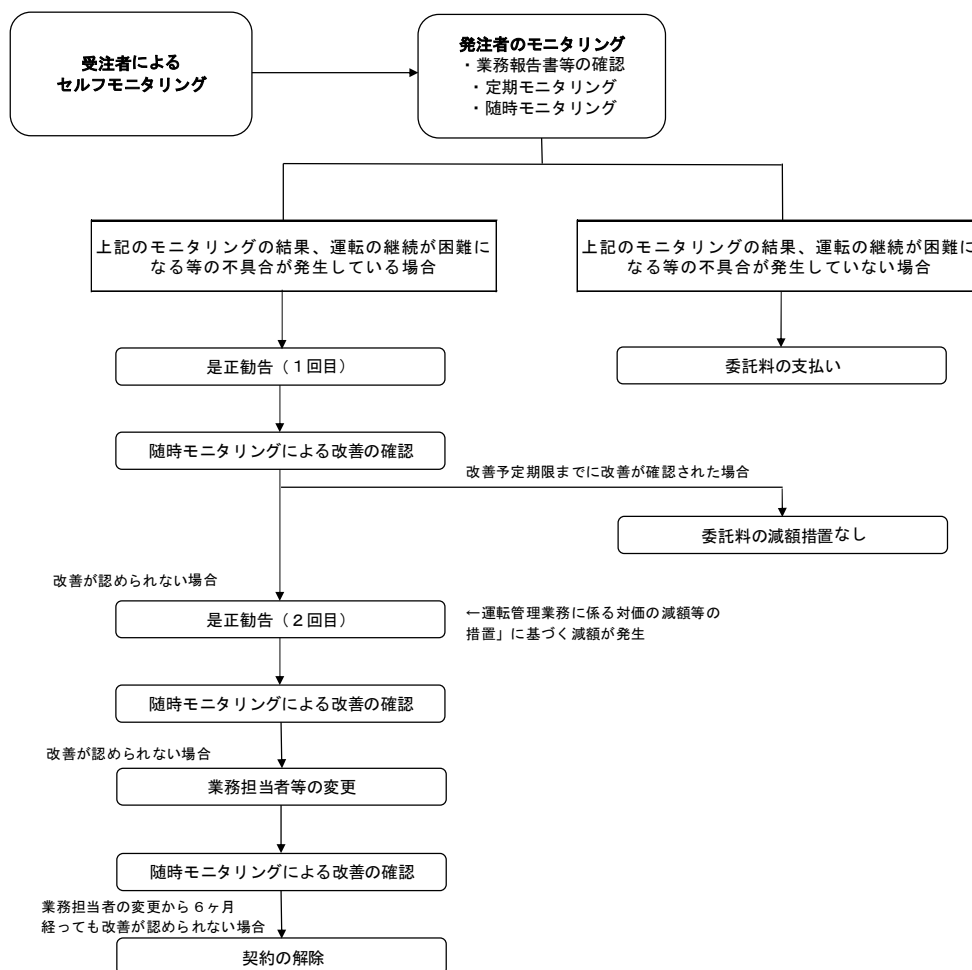 受注者による
セルフモニタリング
発注者のモニタリング
・業務報告書等の確認
・定期モニタリング
・随時モニタリング
上記のモニタリングの結果、運転の継続が困難に
なる等の不具合が発生している場合
上記のモニタリングの結果、運転の継続が困難に
なる等の不具合が発生していない場合
是正勧告（１回目）
委託料の支払い
随時モニタリングによる改善の確認
改善予定期限までに改善が確認された場合
委託料の減額措置なし
改善が認められない場合
是正勧告（２回目）
←運転管理業務に係る対価の減額等の
措置」に基づく減額が発生
随時モニタリングによる改善の確認
改善が認められない場合
業務担当者等の変更
随時モニタリングによる改善の確認
業務担当者の変更から６ヶ月
経っても改善が認められない場合
契約の解除